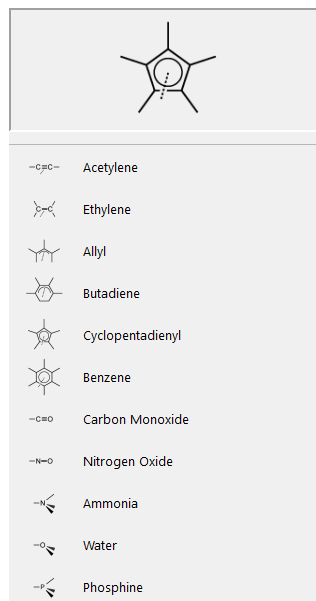 –C≡C– Acetylene
C–C Ethylene
Allyl
Butadiene
Cyclopentadienyl
Benzene
–C≡O Carbon Monoxide
–N–O Nitrogen Oxide
–N Ammonia
–O Water
–P Phosphine